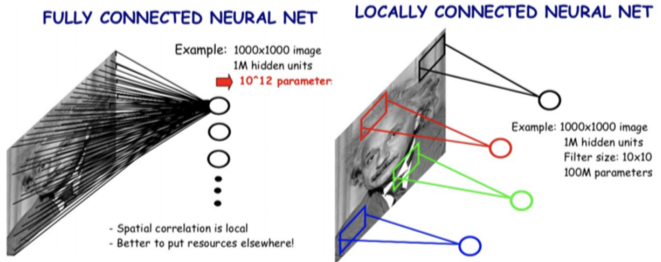 FULLY CONNECTED NEURAL NET
Example: 1000x1000 image
1M hidden units
10^12 parameter
- Spatial correlation is local
- Better to put resources elsewhere!
LOCALLY CONNECTED NEURAL NET
Example: 1000x1000 image
1M hidden units
Filter size: 10x10
100M parameters